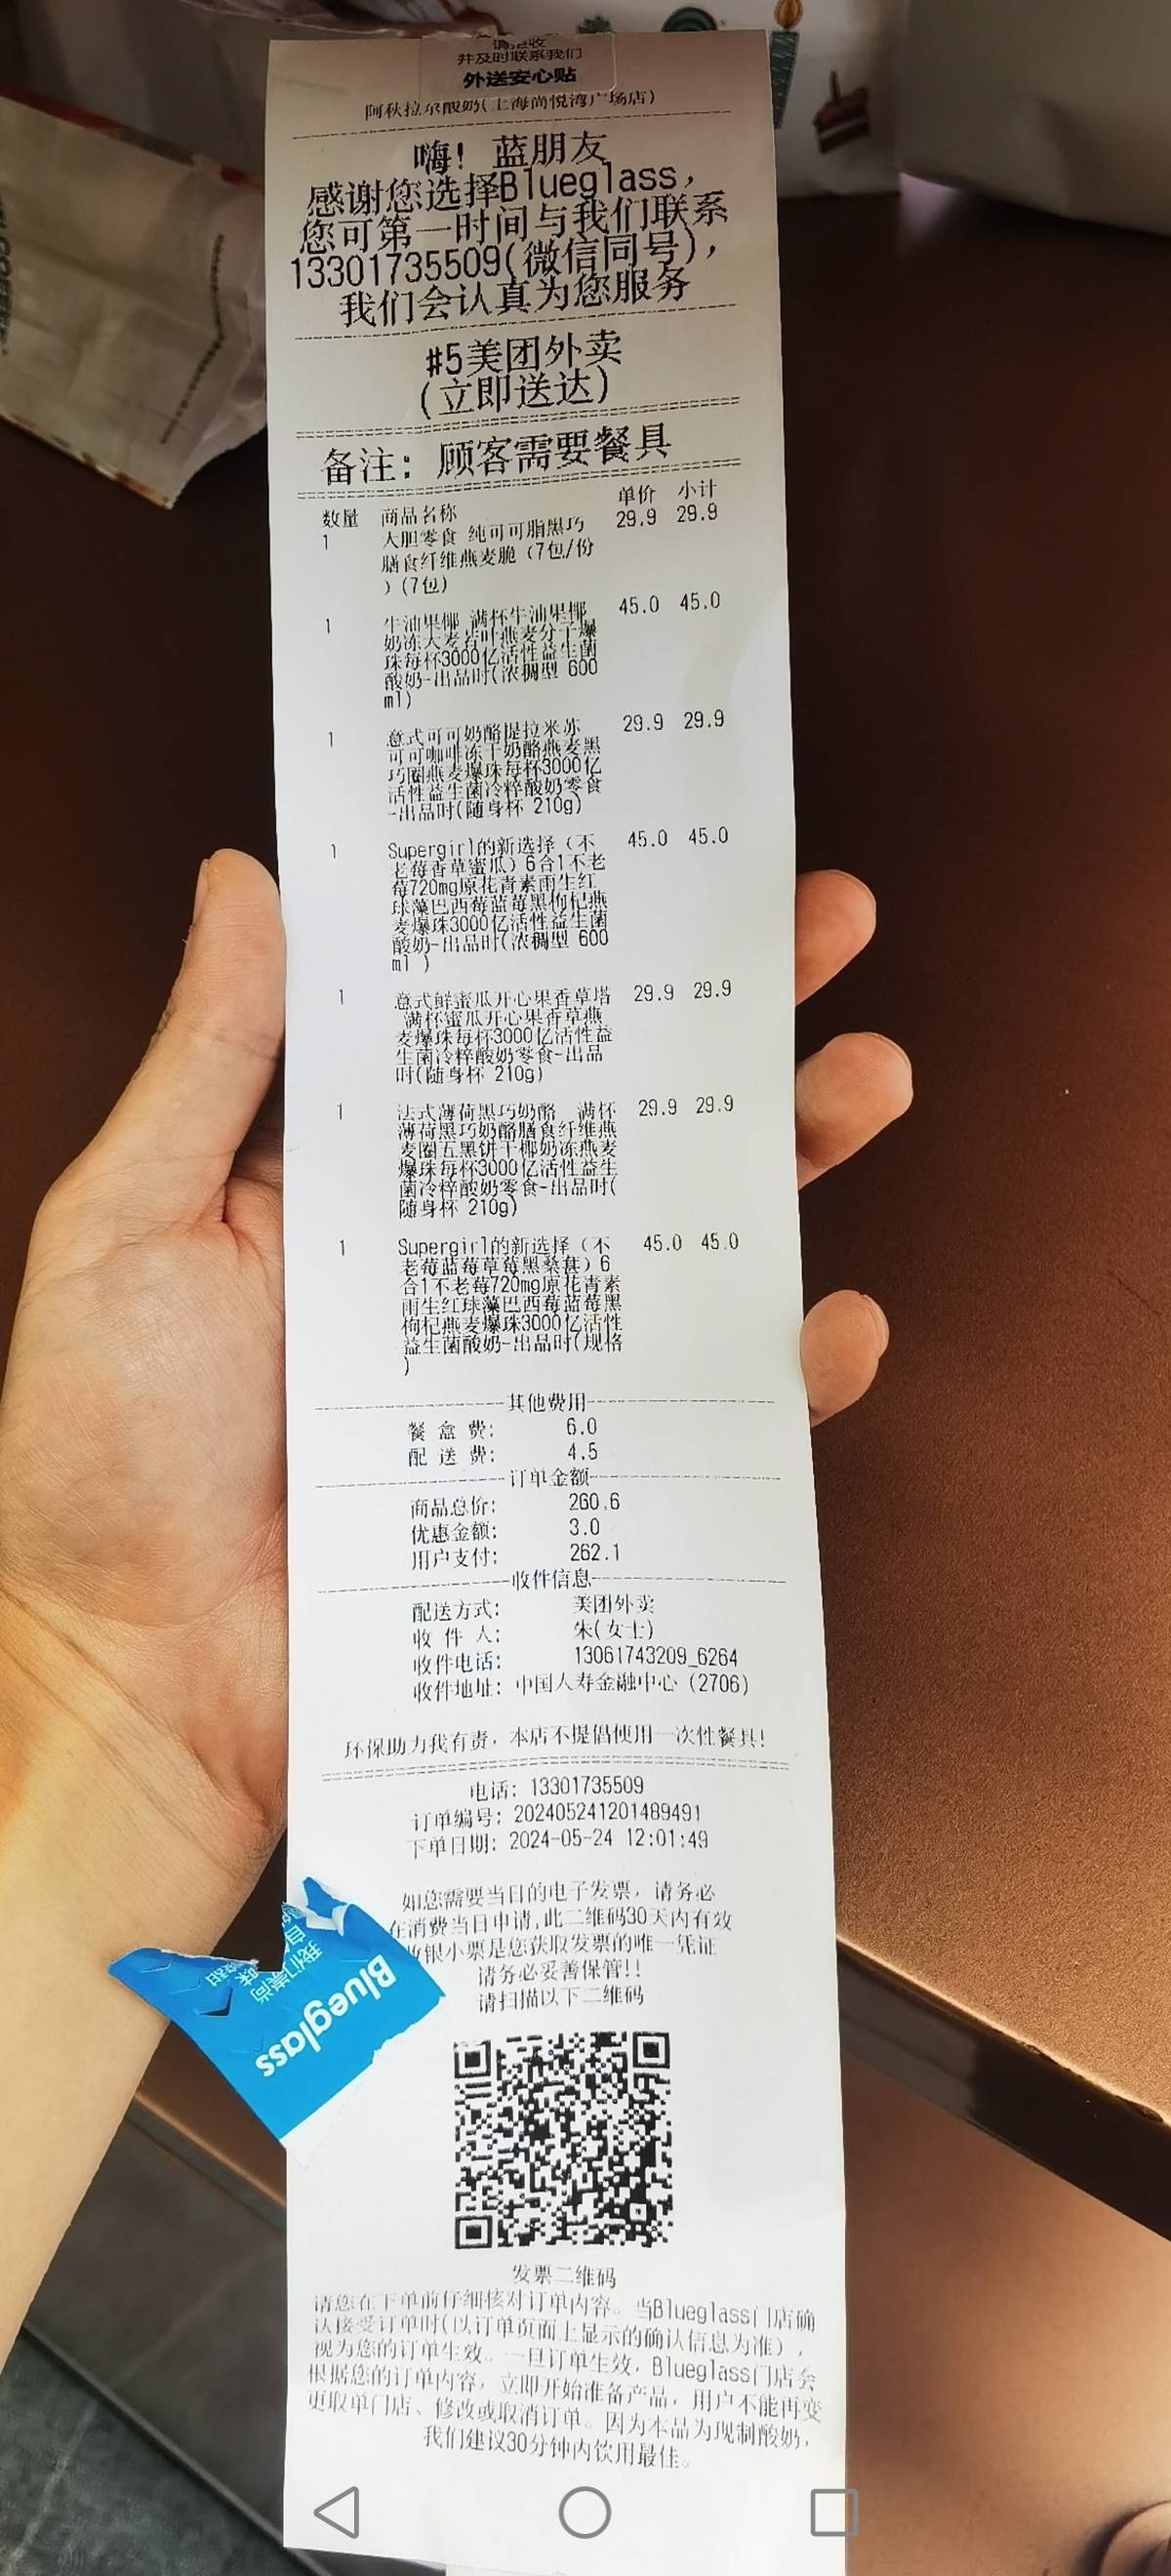 请拒收
并及时联系我们
外送安心贴
阿秋拉尔酸奶(上海尚悦湾广场店)
嗨! 蓝朋友
感谢您选择Blueglass,
您可第一时间与我们联系
13301735509(微信同号),
我们会认真为您服务
#5美团外卖
(立即送达)
备注: 顾客需要餐具
数量 商品名称 单价 小计
1 大胆零食 纯可可脂黑巧 29.9 29.9
膳食纤维燕麦脆 (7包/份
) (7包)
1 牛油果椰 满杯牛油果椰 45.0 45.0
奶冻大麦若叶燕麦分子爆
珠每杯3000亿活性益生菌
酸奶-出品时(浓稠型 600
ml)
1 意式可可奶酪提拉米苏 29.9 29.9
可可咖啡冻干奶酪燕麦黑
巧圈燕麦爆珠每杯3000亿
活性益生菌冷粹酸奶零食
-出品时(随身杯 210g)
1 Supergirl的新选择 (不 45.0 45.0
老莓香草蜜瓜) 6合1不老
莓720mg原花青素雨生红
球藻巴西莓蓝莓黑枸杞燕
麦爆珠3000亿活性益生菌
酸奶-出品时(浓稠型 600
ml )
1 意式鲜蜜瓜开心果香草塔 29.9 29.9
满杯蜜瓜开心果香草燕
麦爆珠每杯3000亿活性益
生菌冷粹酸奶零食-出品
时(随身杯 210g)
1 法式薄荷黑巧奶酪 满杯 29.9 29.9
薄荷黑巧奶酪膳食纤维燕
麦圈五黑饼干椰奶冻燕麦
爆珠每杯3000亿活性益生
菌冷粹酸奶零食-出品时(
随身杯 210g)
1 Supergirl的新选择 (不 45.0 45.0
老莓蓝莓草莓黑桑葚) 6
合1不老莓720mg原花青素
雨生红球藻巴西莓蓝莓黑
枸杞燕麦爆珠3000亿活性
益生菌酸奶-出品时(规格
)
其他费用
餐 盒 费: 6.0
配 送 费: 4.5
订单金额
商品总价: 260.6
优惠金额: 3.0
用户支付: 262.1
收件信息
配送方式: 美团外卖
收 件 人: 朱(女士)
收件电话: 13061743209_6264
收件地址: 中国人寿金融中心 (2706)
环保助力我有责, 本店不提倡使用一次性餐具!
电话: 13301735509
订单编号: 202405241201489491
下单日期: 2024-05-24 12:01:49
如您需要当日的电子发票, 请务必
在消费当日申请,此二维码30天内有效
收银小票是您获取发票的唯一凭证
请务必妥善保管!!
请扫描以下二维码
我们崇尚
Blueglass
发票二维码
请您在下单前仔细核对订单内容。当Blueglass门店确
认接受订单时(以订单页面上显示的确认信息为准),
视为您的订单生效。一旦订单生效, Blueglass门店会
根据您的订单内容, 立即开始准备产品, 用户不能再变
更取单门店、修改或取消订单。因为本品为现制酸奶,
我们建议30分钟内饮用最佳。